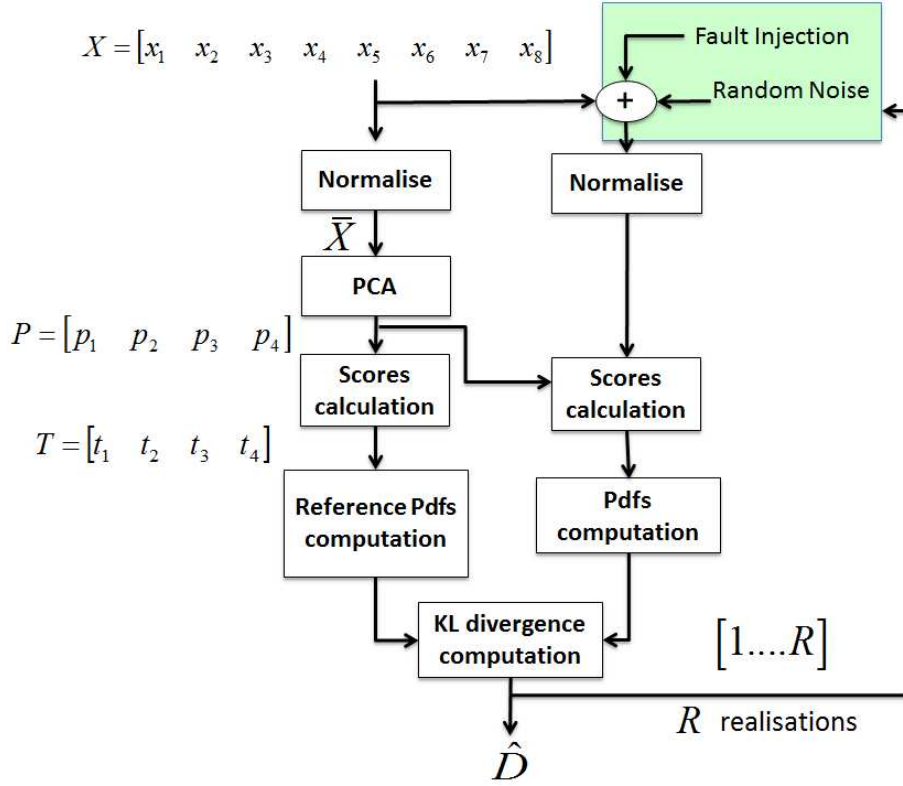 X = [x₁ x₂ x₃ x₄ x₅ x₆ x₇ x₈]
Fault Injection
+
Random Noise
Normalise
Normalise
X̅
PCA
P = [p₁ p₂ p₃ p₄]
Scores
calculation
Scores
calculation
T = [t₁ t₂ t₃ t₄]
Reference Pdfs
computation
Pdfs
computation
KL divergence
computation
[1....R]
R realisations
D̂